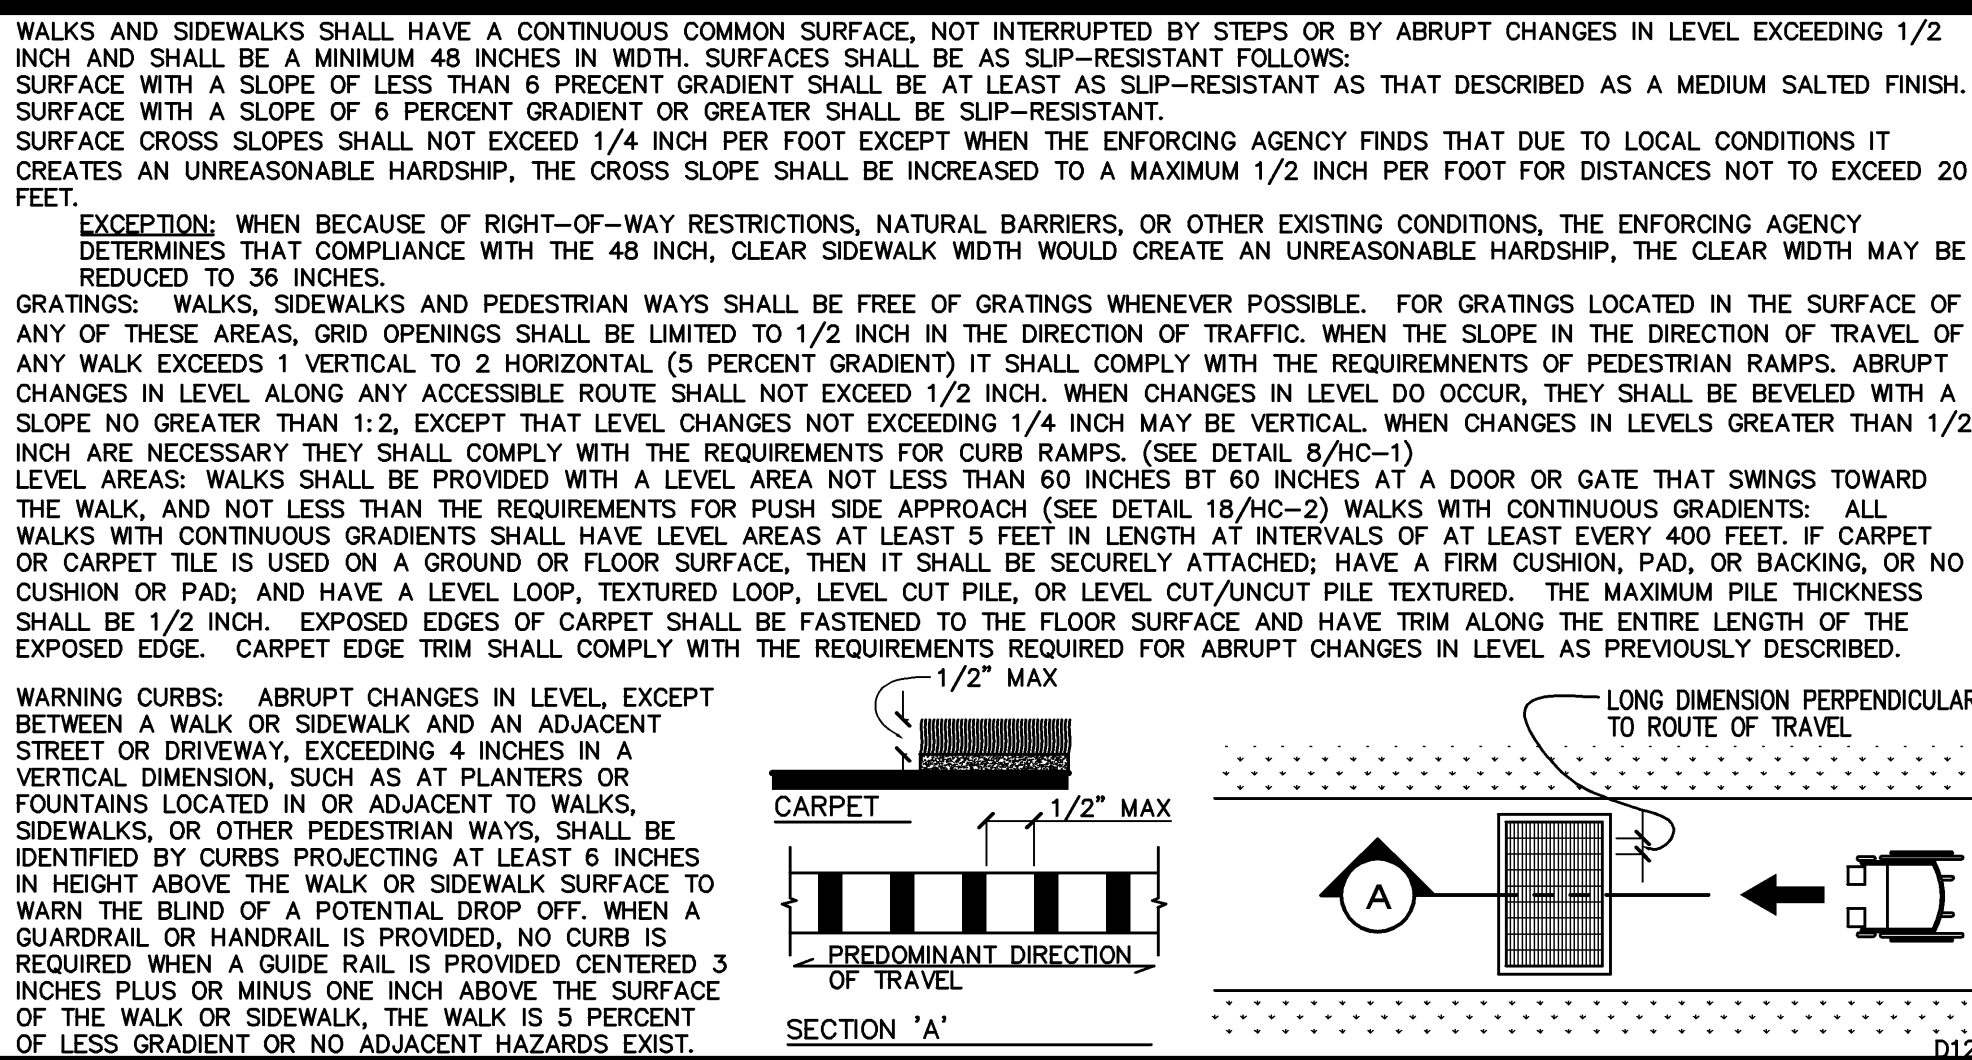 WALKS AND SIDEWALKS SHALL HAVE A CONTINUOUS COMMON SURFACE, NOT INTERRUPTED BY STEPS OR BY ABRUPT CHANGES IN LEVEL EXCEEDING 1/2
INCH AND SHALL BE A MINIMUM 48 INCHES IN WIDTH. SURFACES SHALL BE AS SLIP-RESISTANT FOLLOWS:
SURFACE WITH A SLOPE OF LESS THAN 6 PRECENT GRADIENT SHALL BE AT LEAST AS SLIP-RESISTANT AS THAT DESCRIBED AS A MEDIUM SALTED FINISH.
SURFACE WITH A SLOPE OF 6 PERCENT GRADIENT OR GREATER SHALL BE SLIP-RESISTANT.
SURFACE CROSS SLOPES SHALL NOT EXCEED 1/4 INCH PER FOOT EXCEPT WHEN THE ENFORCING AGENCY FINDS THAT DUE TO LOCAL CONDITIONS IT
CREATES AN UNREASONABLE HARDSHIP, THE CROSS SLOPE SHALL BE INCREASED TO A MAXIMUM 1/2 INCH PER FOOT FOR DISTANCES NOT TO EXCEED 20
FEET.
EXCEPTION: WHEN BECAUSE OF RIGHT-OF-WAY RESTRICTIONS, NATURAL BARRIERS, OR OTHER EXISTING CONDITIONS, THE ENFORCING AGENCY
DETERMINES THAT COMPLIANCE WITH THE 48 INCH, CLEAR SIDEWALK WIDTH WOULD CREATE AN UNREASONABLE HARDSHIP, THE CLEAR WIDTH MAY BE
REDUCED TO 36 INCHES.
GRATINGS: WALKS, SIDEWALKS AND PEDESTRIAN WAYS SHALL BE FREE OF GRATINGS WHENEVER POSSIBLE. FOR GRATINGS LOCATED IN THE SURFACE OF
ANY OF THESE AREAS, GRID OPENINGS SHALL BE LIMITED TO 1/2 INCH IN THE DIRECTION OF TRAFFIC. WHEN THE SLOPE IN THE DIRECTION OF TRAVEL OF
ANY WALK EXCEEDS 1 VERTICAL TO 2 HORIZONTAL (5 PERCENT GRADIENT) IT SHALL COMPLY WITH THE REQUIREMNENTS OF PEDESTRIAN RAMPS. ABRUPT
CHANGES IN LEVEL ALONG ANY ACCESSIBLE ROUTE SHALL NOT EXCEED 1/2 INCH. WHEN CHANGES IN LEVEL DO OCCUR, THEY SHALL BE BEVELED WITH A
SLOPE NO GREATER THAN 1:2, EXCEPT THAT LEVEL CHANGES NOT EXCEEDING 1/4 INCH MAY BE VERTICAL. WHEN CHANGES IN LEVELS GREATER THAN 1/2
INCH ARE NECESSARY THEY SHALL COMPLY WITH THE REQUIREMENTS FOR CURB RAMPS. (SEE DETAIL 8/HC-1)
LEVEL AREAS: WALKS SHALL BE PROVIDED WITH A LEVEL AREA NOT LESS THAN 60 INCHES BT 60 INCHES AT A DOOR OR GATE THAT SWINGS TOWARD
THE WALK, AND NOT LESS THAN THE REQUIREMENTS FOR PUSH SIDE APPROACH (SEE DETAIL 18/HC-2) WALKS WITH CONTINUOUS GRADIENTS: ALL
WALKS WITH CONTINUOUS GRADIENTS SHALL HAVE LEVEL AREAS AT LEAST 5 FEET IN LENGTH AT INTERVALS OF AT LEAST EVERY 400 FEET. IF CARPET
OR CARPET TILE IS USED ON A GROUND OR FLOOR SURFACE, THEN IT SHALL BE SECURELY ATTACHED; HAVE A FIRM CUSHION, PAD, OR BACKING, OR NO
CUSHION OR PAD; AND HAVE A LEVEL LOOP, TEXTURED LOOP, LEVEL CUT PILE, OR LEVEL CUT/UNCUT PILE TEXTURED. THE MAXIMUM PILE THICKNESS
SHALL BE 1/2 INCH. EXPOSED EDGES OF CARPET SHALL BE FASTENED TO THE FLOOR SURFACE AND HAVE TRIM ALONG THE ENTIRE LENGTH OF THE
EXPOSED EDGE. CARPET EDGE TRIM SHALL COMPLY WITH THE REQUIREMENTS REQUIRED FOR ABRUPT CHANGES IN LEVEL AS PREVIOUSLY DESCRIBED.
WARNING CURBS: ABRUPT CHANGES IN LEVEL, EXCEPT
BETWEEN A WALK OR SIDEWALK AND AN ADJACENT
STREET OR DRIVEWAY, EXCEEDING 4 INCHES IN A
VERTICAL DIMENSION, SUCH AS AT PLANTERS OR
FOUNTAINS LOCATED IN OR ADJACENT TO WALKS,
SIDEWALKS, OR OTHER PEDESTRIAN WAYS, SHALL BE
IDENTIFIED BY CURBS PROJECTING AT LEAST 6 INCHES
IN HEIGHT ABOVE THE WALK OR SIDEWALK SURFACE TO
WARN THE BLIND OF A POTENTIAL DROP OFF. WHEN A
GUARDRAIL OR HANDRAIL IS PROVIDED, NO CURB IS
REQUIRED WHEN A GUIDE RAIL IS PROVIDED CENTERED 3
INCHES PLUS OR MINUS ONE INCH ABOVE THE SURFACE
OF THE WALK OR SIDEWALK, THE WALK IS 5 PERCENT
OF LESS GRADIENT OR NO ADJACENT HAZARDS EXIST.
1/2" MAX
CARPET
1/2" MAX
PREDOMINANT DIRECTION
OF TRAVEL
SECTION 'A'
LONG DIMENSION PERPENDICULAR
TO ROUTE OF TRAVEL
A
D12